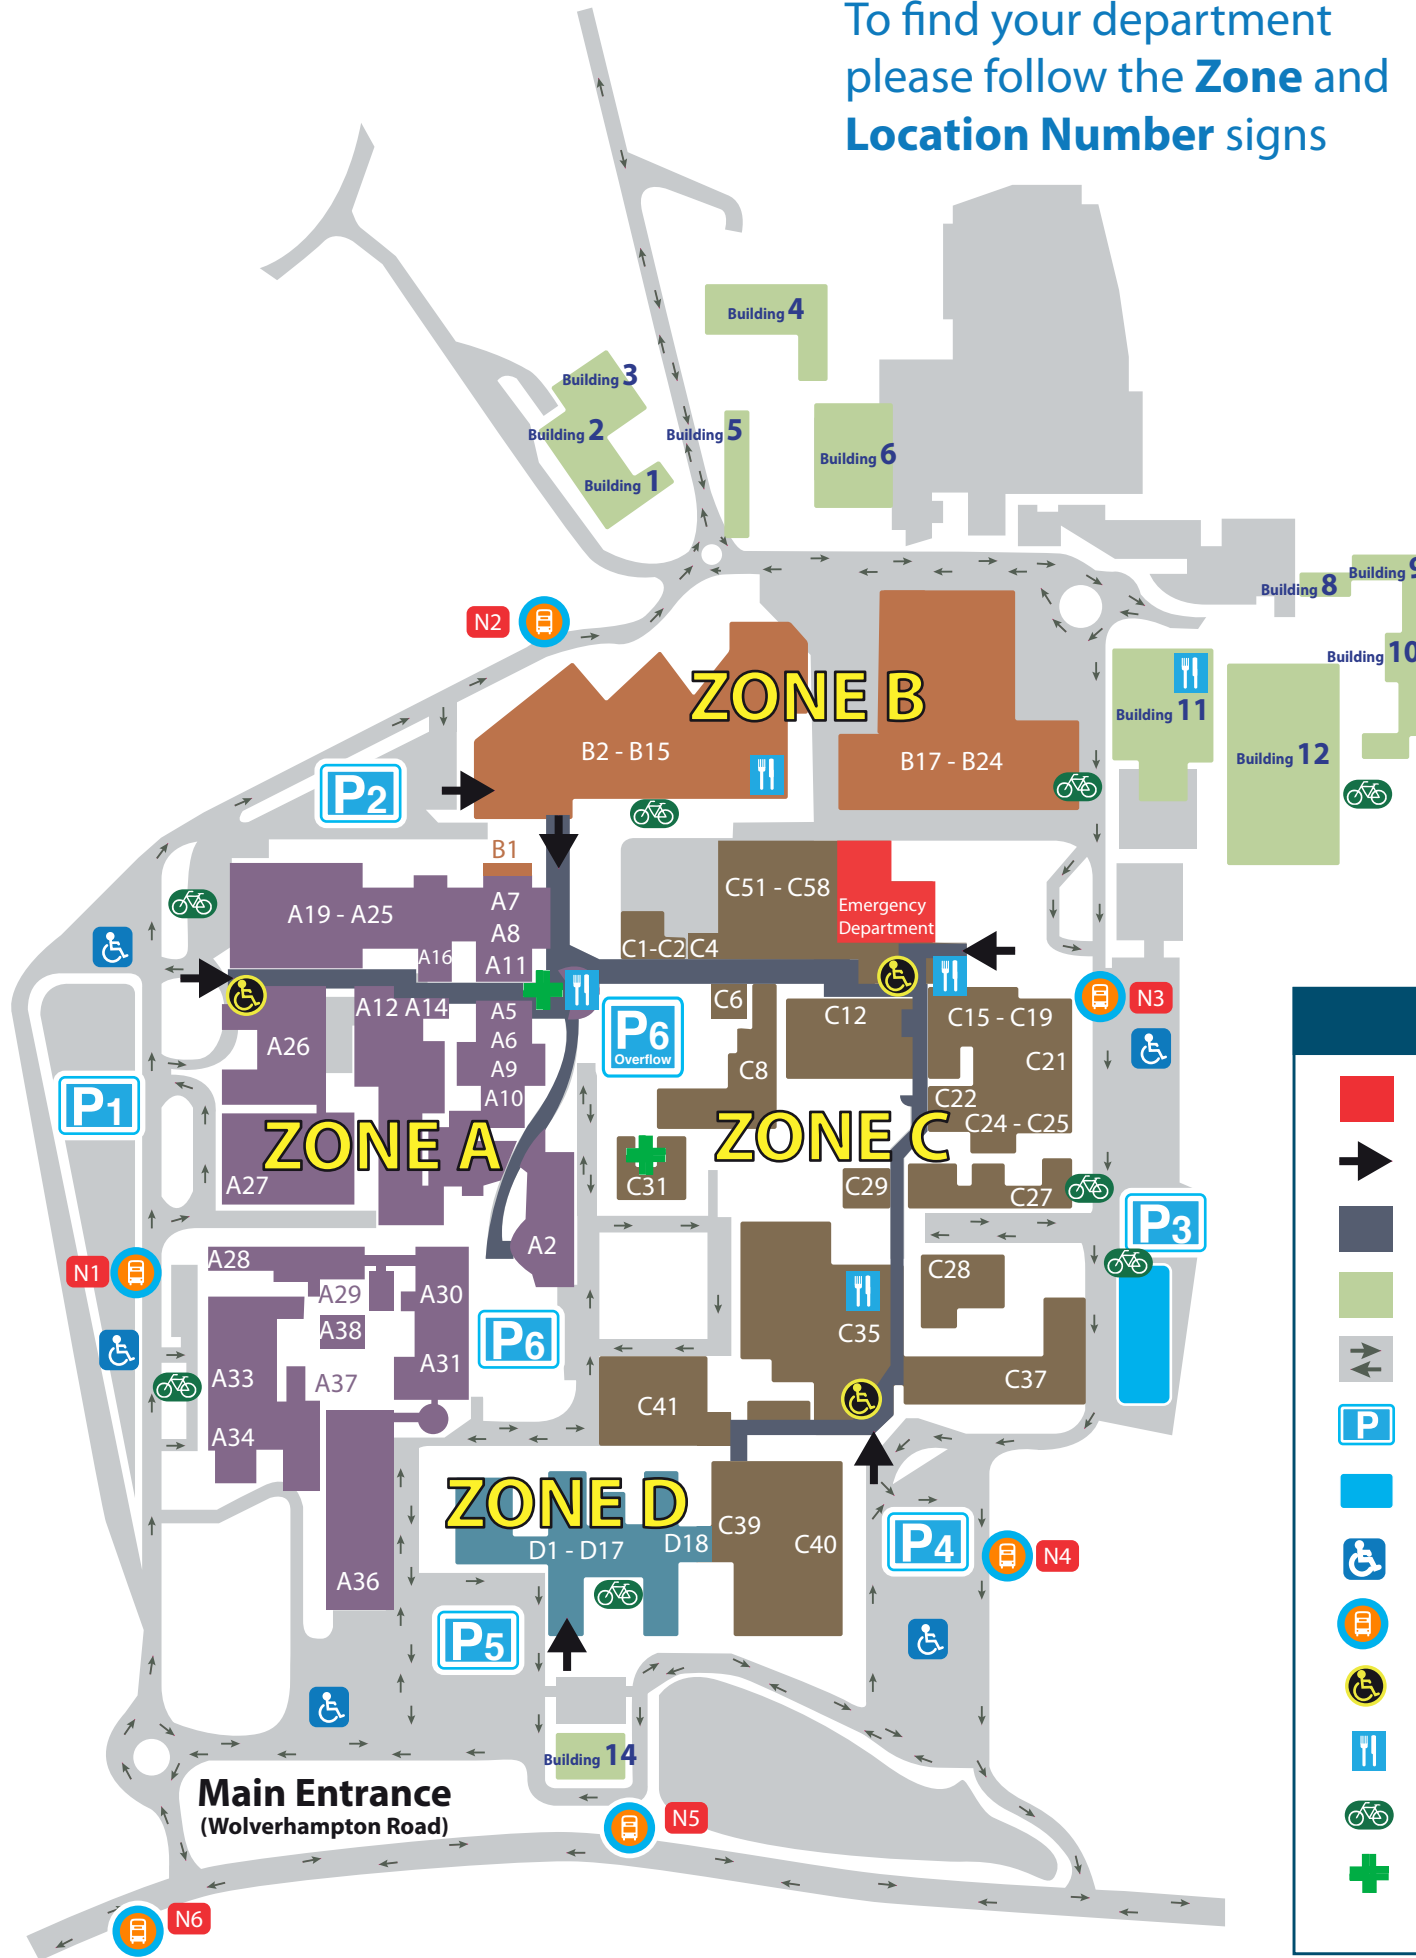 To find your department
please follow the Zone and
Location Number signs
Building 4
Building 3
Building 2
Building 5
Building 6
Building 1
Building 9
Building 8
N2
Building 10
ZONE B
Building 11
B2 - B15
B17 - B24
Building 12
P2
B1
A7
C51 - C58
A19 - A25
Emergency
Department
A8
C1-C2
C4
A16
A11
N3
A12
A14
A5
C6
C12
C15 - C19
P6
Overflow
A6
A26
C21
A9
C8
A10
C22
P1
C24 - C25
ZONE A
ZONE C
A27
C31
C29
C27
P3
A2
A28
N1
C28
A29
A30
A38
P6
C35
A31
A33
A37
C37
C41
A34
ZONE D
C39
D1 - D17
D18
C40
P4
N4
A36
P5
Building 14
Main Entrance
(Wolverhampton Road)
N5
N6
P